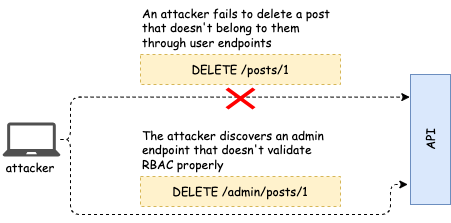 An attacker fails to delete a post
that doesn't belong to them
through user endpoints
DELETE /posts/1
attacker
The attacker discovers an admin
endpoint that doesn't validate
RBAC properly
DELETE /admin/posts/1
API